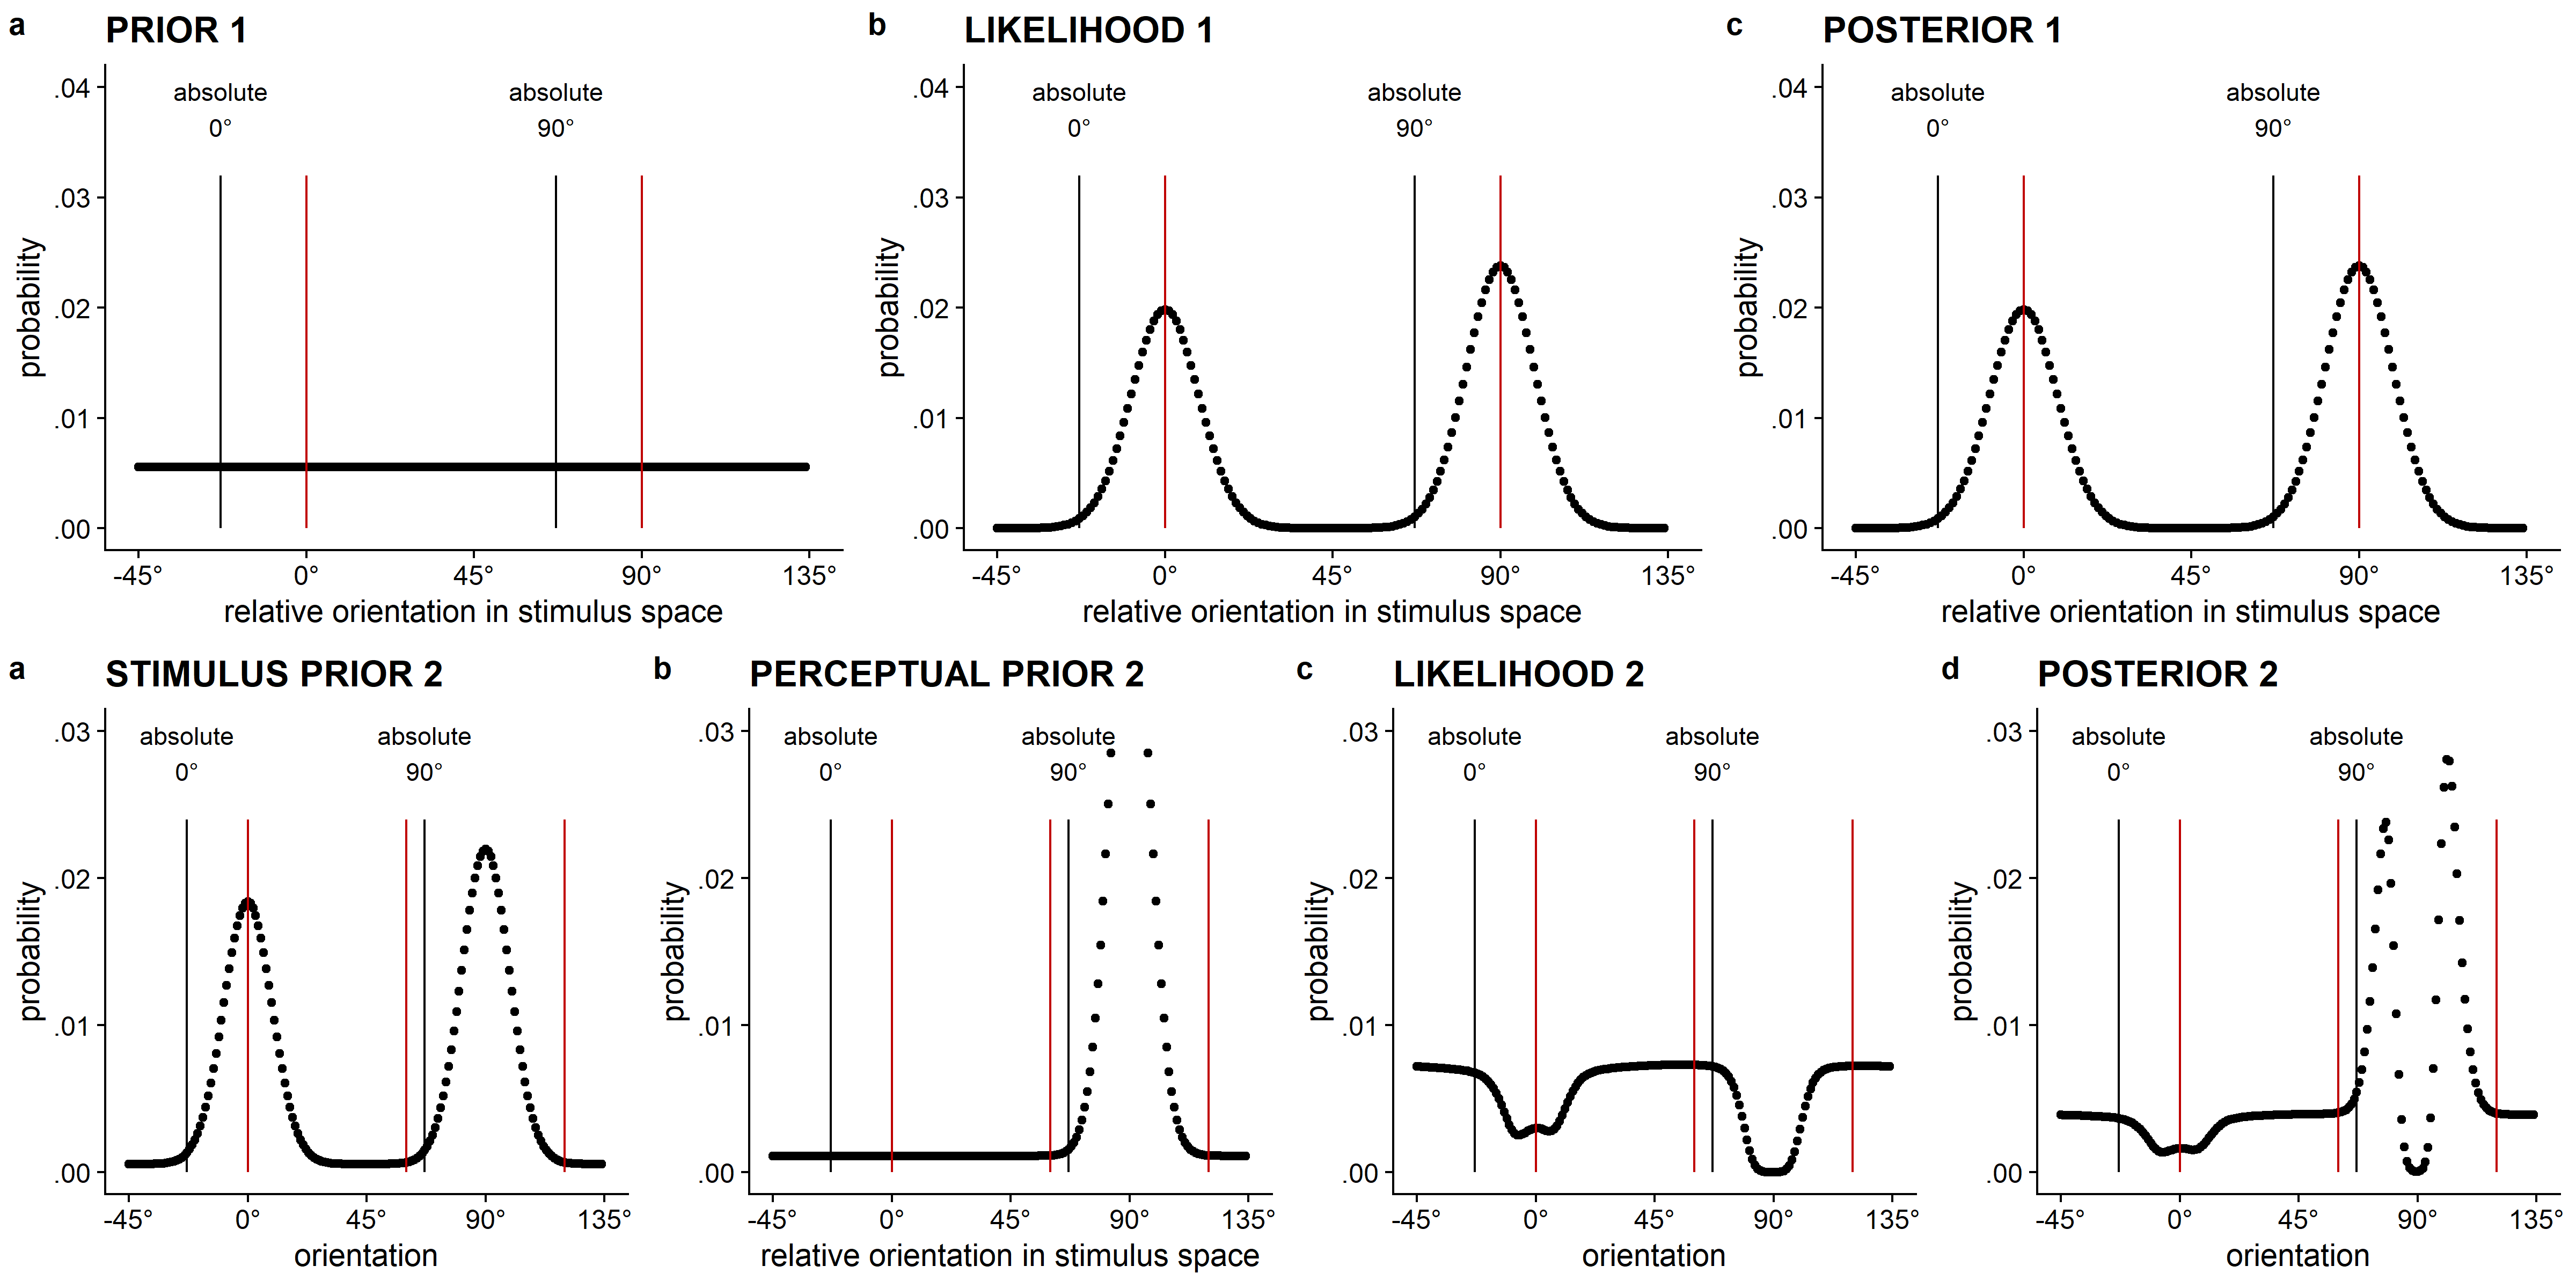 a PRIOR 1
absolute absolute
0° 90°
.04
.03
.02
.01
.00
probability
-45° 0° 45° 90° 135°
relative orientation in stimulus space
b LIKELIHOOD 1
absolute absolute
0° 90°
.04
.03
.02
.01
.00
probability
-45° 0° 45° 90° 135°
relative orientation in stimulus space
c POSTERIOR 1
absolute absolute
0° 90°
.04
.03
.02
.01
.00
probability
-45° 0° 45° 90° 135°
relative orientation in stimulus space
a STIMULUS PRIOR 2
absolute absolute
0° 90°
.03
.02
.01
.00
probability
-45° 0° 45° 90° 135°
orientation
b PERCEPTUAL PRIOR 2
absolute absolute
0° 90°
.03
.02
.01
.00
probability
-45° 0° 45° 90° 135°
relative orientation in stimulus space
c LIKELIHOOD 2
absolute absolute
0° 90°
.03
.02
.01
.00
probability
-45° 0° 45° 90° 135°
orientation
d POSTERIOR 2
absolute absolute
0° 90°
.03
.02
.01
.00
probability
-45° 0° 45° 90° 135°
orientation